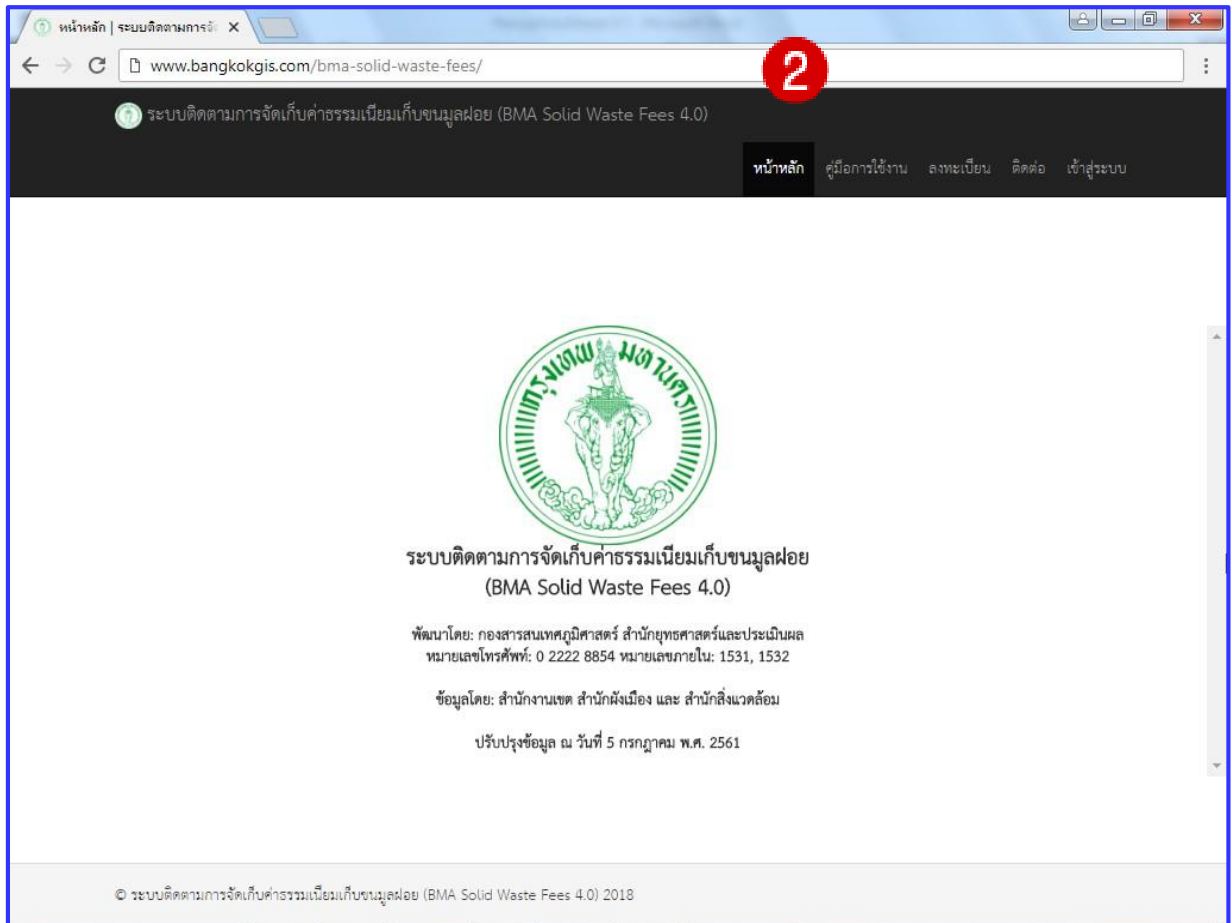 หน้าหลัก | ระบบติดตามการจั
www.bangkokgis.com/bma-solid-waste-fees/
2
ระบบติดตามการจัดเก็บค่าธรรมเนียมเก็บขนมูลฝอย (BMA Solid Waste Fees 4.0)
หน้าหลัก คู่มือการใช้งาน ลงทะเบียน ติดต่อ เข้าสู่ระบบ
กรุงเทพมหานคร
ระบบติดตามการจัดเก็บค่าธรรมเนียมเก็บขนมูลฝอย
(BMA Solid Waste Fees 4.0)
พัฒนาโดย: กองสารสนเทศภูมิศาสตร์ สำนักยุทธศาสตร์และประเมินผล
หมายเลขโทรศัพท์: 0 2222 8854 หมายเลขภายใน: 1531, 1532
ข้อมูลโดย: สำนักงานเขต สำนักผังเมือง และ สำนักสิ่งแวดล้อม
ปรับปรุงข้อมูล ณ วันที่ 5 กรกฎาคม พ.ศ. 2561
© ระบบติดตามการจัดเก็บค่าธรรมเนียมเก็บขนมูลฝอย (BMA Solid Waste Fees 4.0) 2018